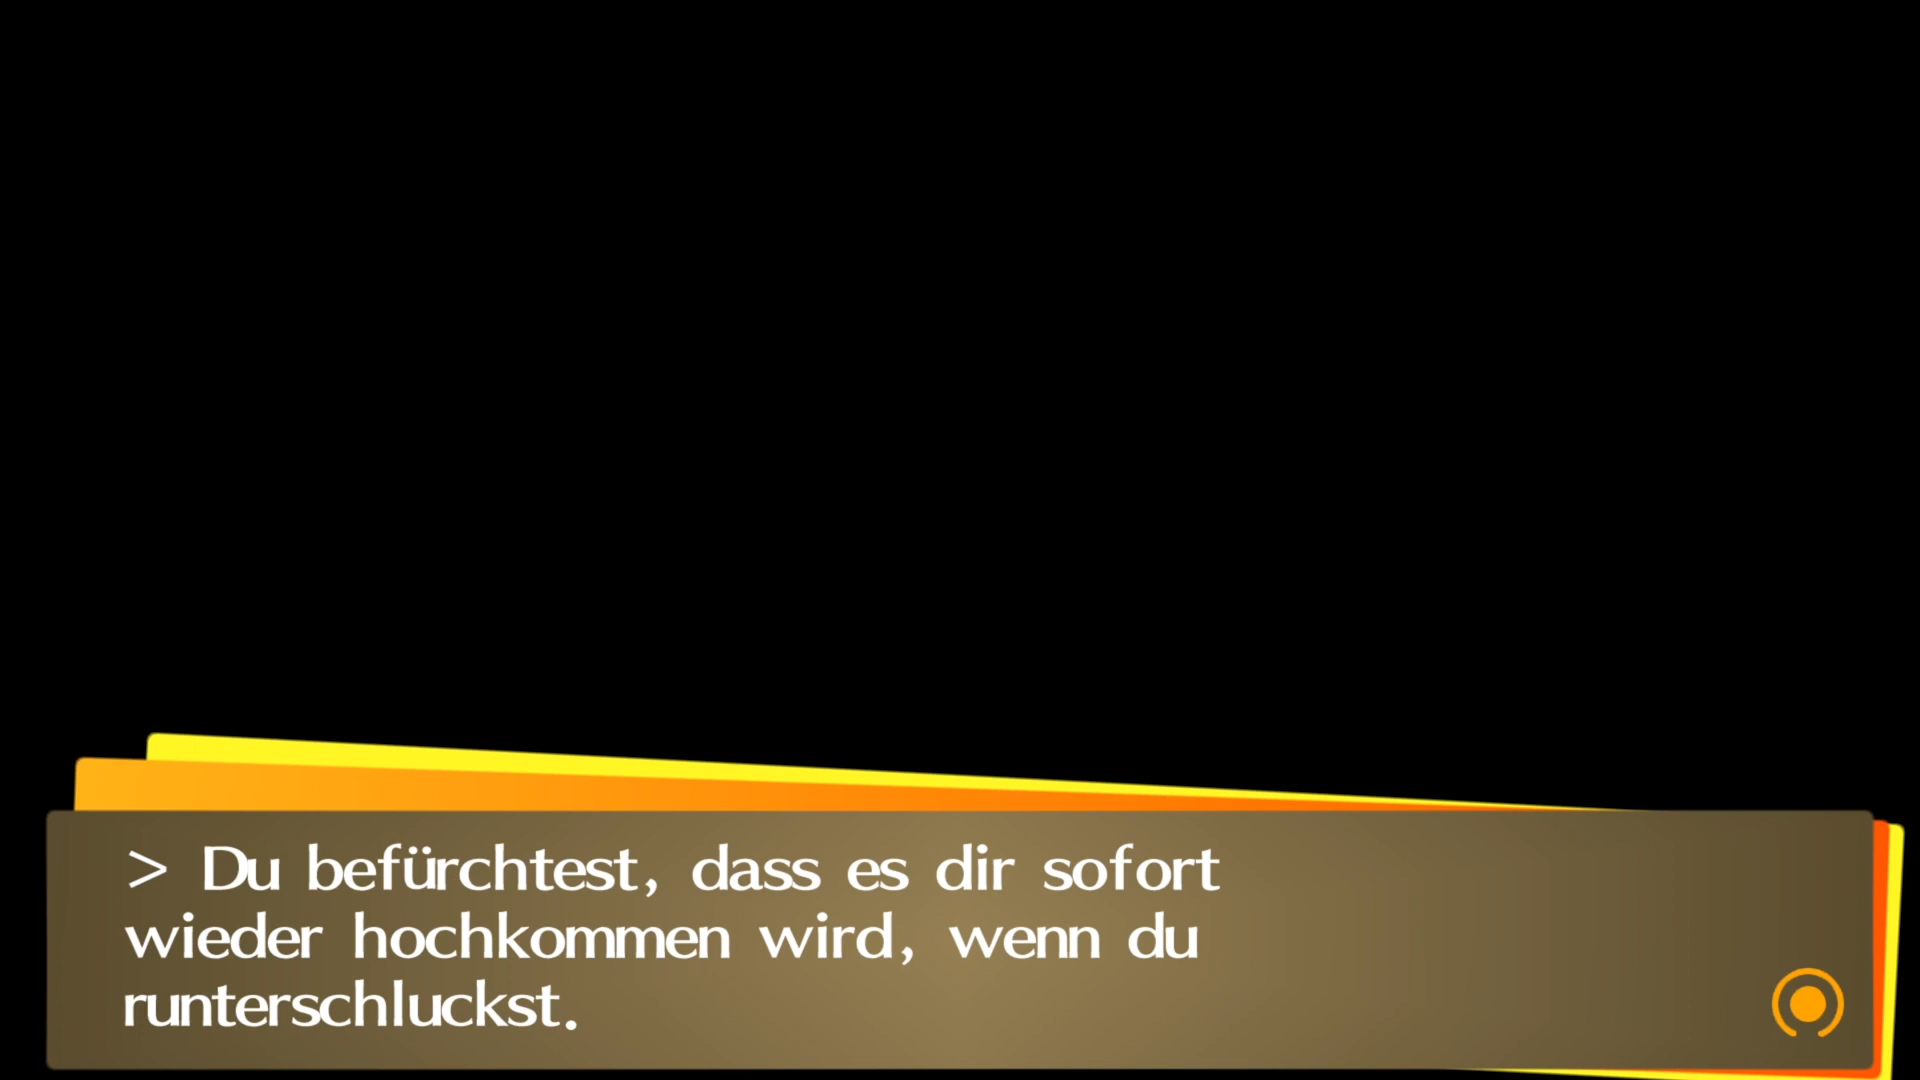 > Du befürchtest, dass es dir sofort
wieder hochkommen wird, wenn du
runterschluckst.